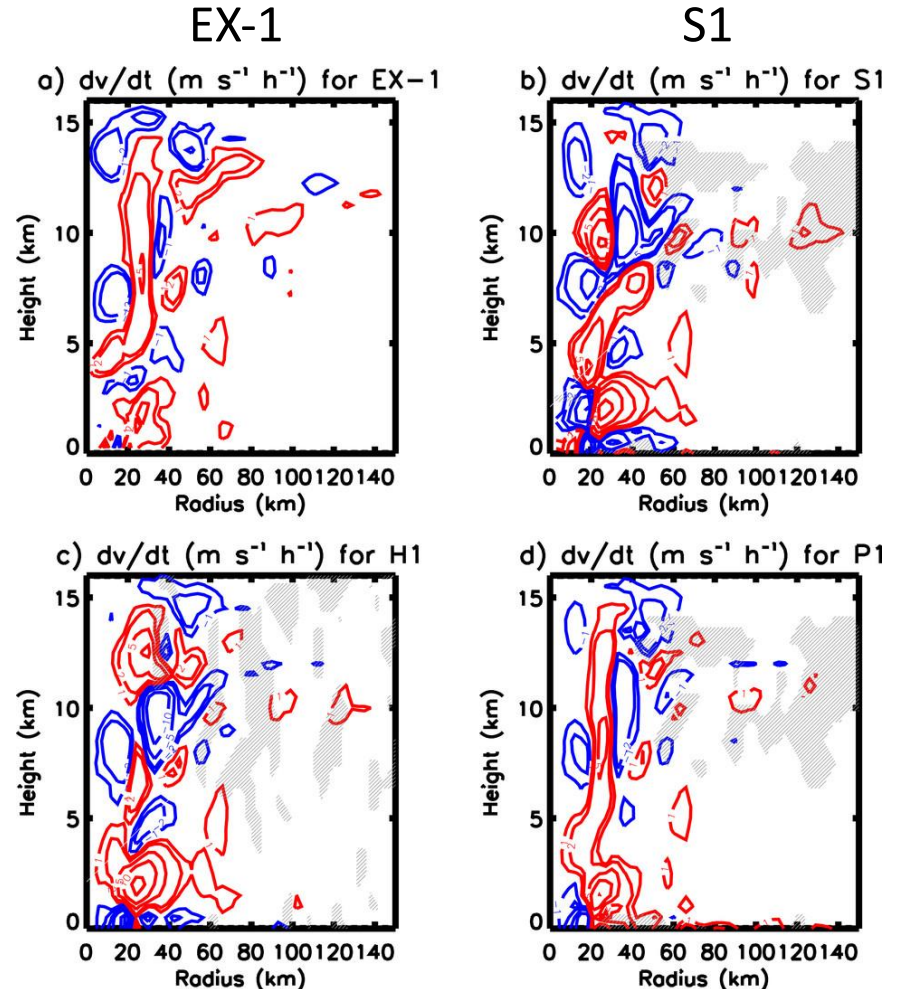 EX-1 S1
a) dv/dt (m s⁻¹ h⁻¹) for EX-1
b) dv/dt (m s⁻¹ h⁻¹) for S1
Height (km)
15
10
5
0
0 20 40 60 80 100 120 140
Radius (km)
Height (km)
15
10
5
0
0 20 40 60 80 100 120 140
Radius (km)
c) dv/dt (m s⁻¹ h⁻¹) for H1
d) dv/dt (m s⁻¹ h⁻¹) for P1
Height (km)
15
10
5
0
0 20 40 60 80 100 120 140
Radius (km)
Height (km)
15
10
5
0
0 20 40 60 80 100 120 140
Radius (km)